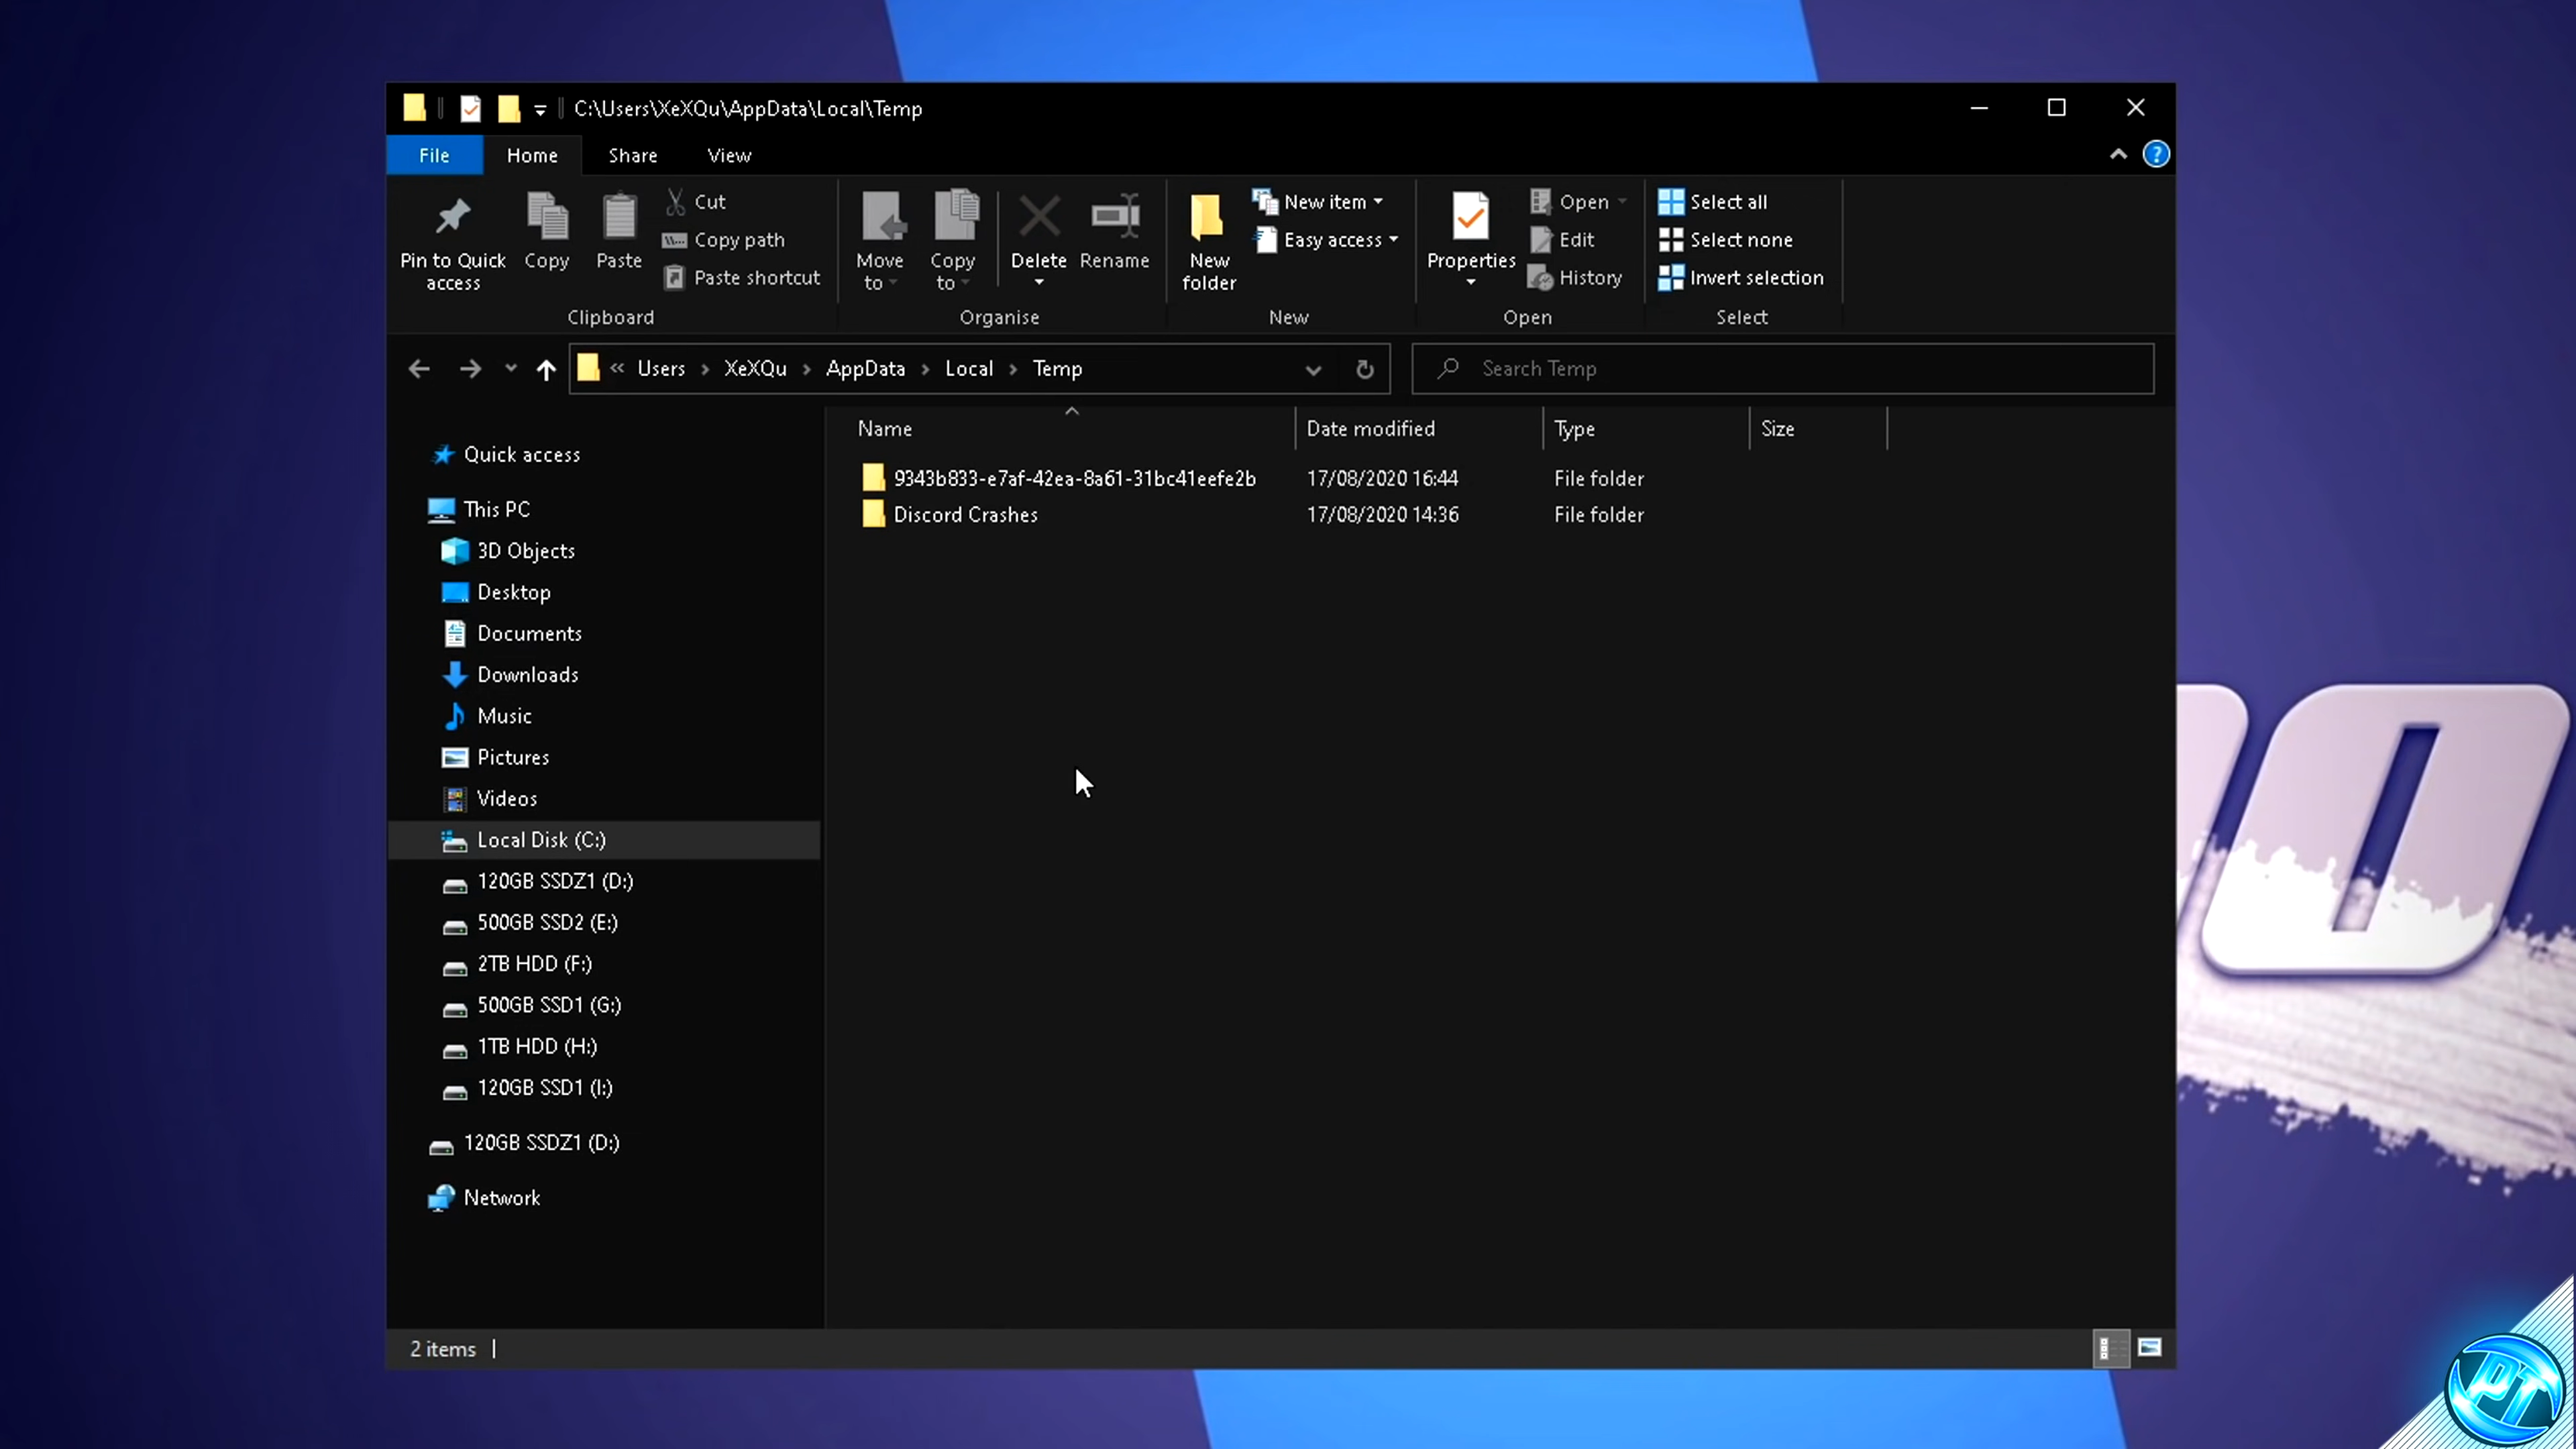 C:\Users\XeXQu\AppData\Local\Temp
File Home Share View
Pin to Quick access
Copy
Paste
Cut
Copy path
Paste shortcut
Clipboard
Move to
Copy to
Delete
Rename
Organise
New folder
New item
Easy access
New
Properties
Open
Edit
History
Open
Select all
Select none
Invert selection
Select
« Users › XeXQu › AppData › Local › Temp
Search Temp
Name Date modified Type Size
9343b833-e7af-42ea-8a61-31bc41eefe2b 17/08/2020 16:44 File folder
Discord Crashes 17/08/2020 14:36 File folder
Quick access
This PC
3D Objects
Desktop
Documents
Downloads
Music
Pictures
Videos
Local Disk (C:)
120GB SSDZ1 (D:)
500GB SSD2 (E:)
2TB HDD (F:)
500GB SSD1 (G:)
1TB HDD (H:)
120GB SSD1 (I:)
120GB SSDZ1 (D:)
Network
2 items
PT